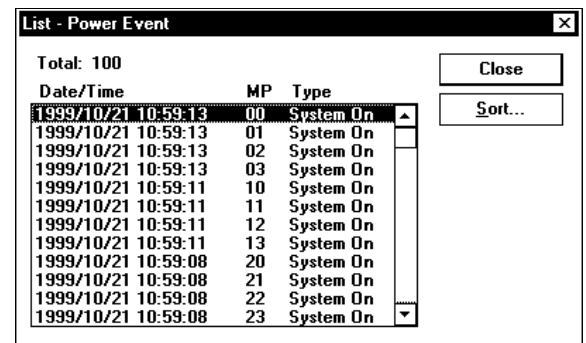 List - Power Event
Total: 100
Close
Date/Time MP Type
Sort...
1999/10/21 10:59:13 00 System On
1999/10/21 10:59:13 01 System On
1999/10/21 10:59:13 02 System On
1999/10/21 10:59:13 03 System On
1999/10/21 10:59:11 10 System On
1999/10/21 10:59:11 11 System On
1999/10/21 10:59:11 12 System On
1999/10/21 10:59:11 13 System On
1999/10/21 10:59:08 20 System On
1999/10/21 10:59:08 21 System On
1999/10/21 10:59:08 22 System On
1999/10/21 10:59:08 23 System On